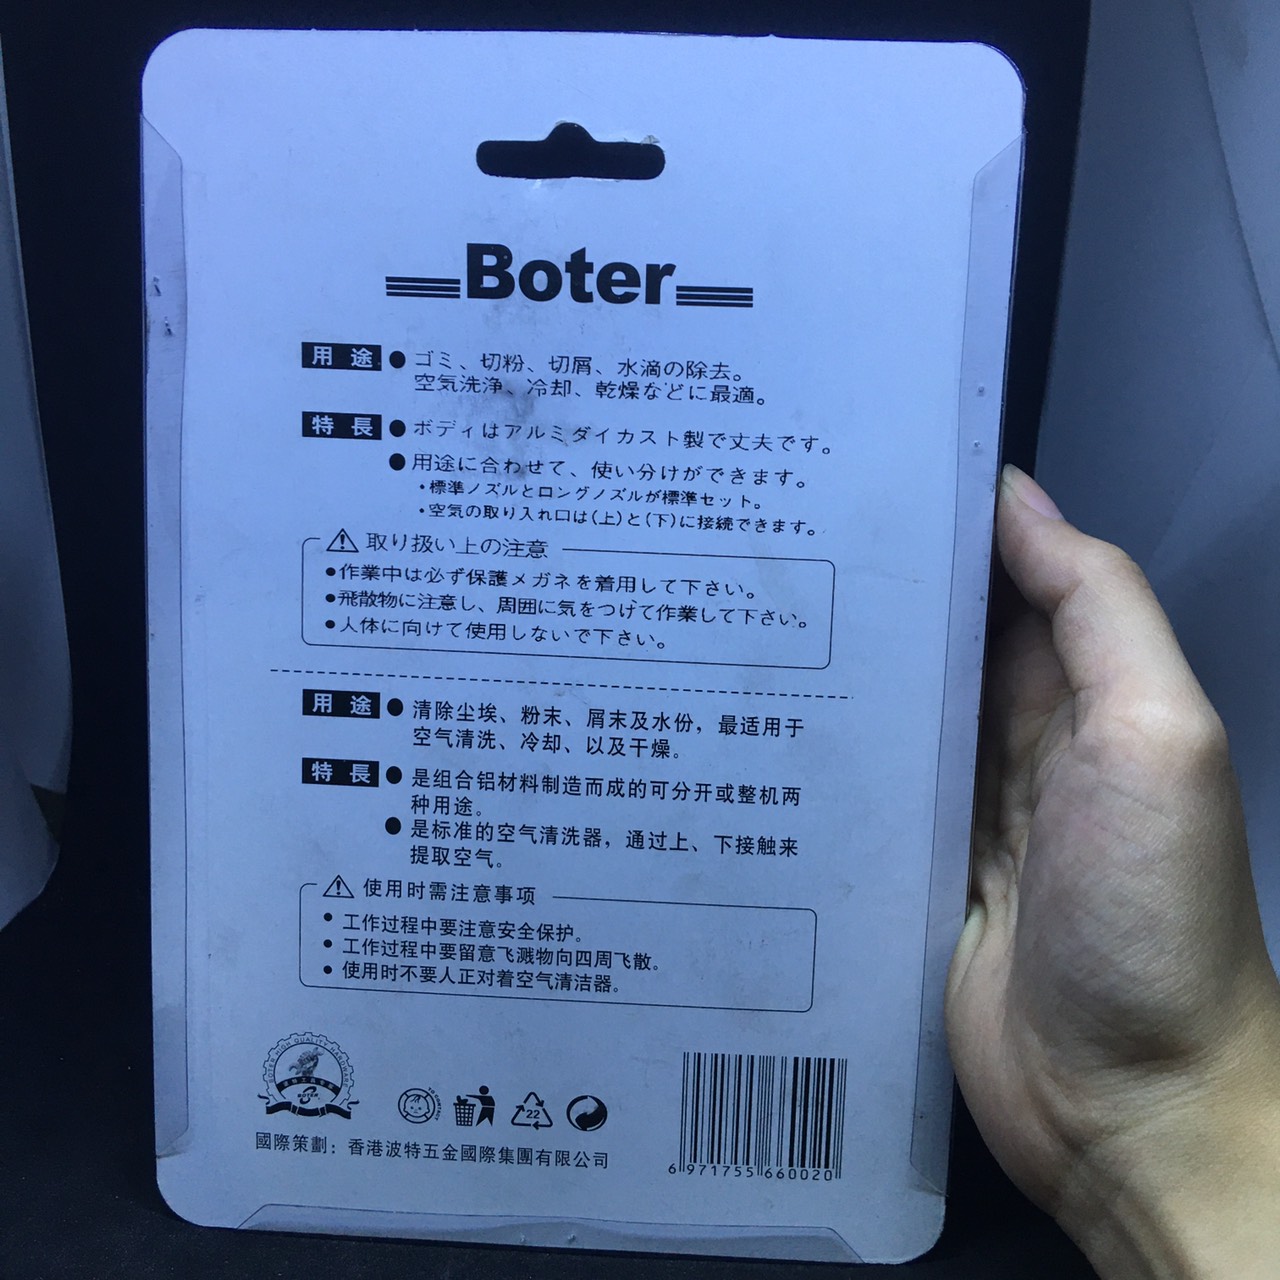 Boter
用途 ● ゴミ、切粉、切屑、水滴の除去。
空気洗浄、冷却、乾燥などに最適。
特長 ● ボディはアルミダイカスト製で丈夫です。
● 用途に合わせて、使い分けができます。
・標準ノズルとロングノズルが標準セット。
・空気の取り入れ口は(上)と(下)に接続できます。
⚠ 取り扱い上の注意
●作業中は必ず保護メガネを着用して下さい。
●飛散物に注意し、周囲に気をつけて作業して下さい。
●人体に向けて使用しないで下さい。
用途 ● 清除尘埃、粉末、屑末及水份，最适用于
空气清洗、冷却、以及干燥。
特長 ● 是组合铝材料制造而成的可分开或整机两
种用途。
● 是标准的空气清洗器，通过上、下接触来
提取空气。
⚠ 使用时需注意事项
● 工作过程中要注意安全保护。
● 工作过程中要留意飞溅物向四周飞散。
● 使用时不要人正对着空气清洁器。
BOTER HIGH QUALITY HARDWARE
BOTER
22
國際策劃：香港波特五金國際集團有限公司
6 971755 660020